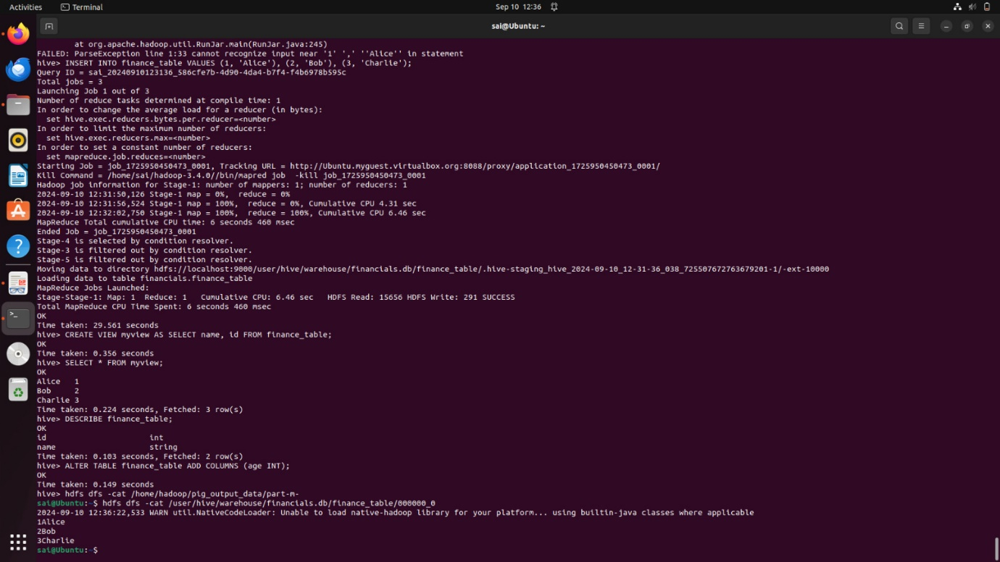 Activities
Terminal
Sep 10 12:36
sai@Ubuntu: ~
at org.apache.hadoop.util.RunJar.main(RunJar.java:245)
FAILED: ParseException line 1:33 cannot recognize input near '1' ',' ''Alice'' in statement
hive> INSERT INTO finance_table VALUES (1, 'Alice'), (2, 'Bob'), (3, 'Charlie');
Query ID = sai_20240910123136_586cfe7b-4d90-4da4-b7f4-f4b6978b595c
Total jobs = 3
Launching Job 1 out of 3
Number of reduce tasks determined at compile time: 1
In order to change the average load for a reducer (in bytes):
  set hive.exec.reducers.bytes.per.reducer=<number>
In order to limit the maximum number of reducers:
  set hive.exec.reducers.max=<number>
In order to set a constant number of reducers:
  set mapreduce.job.reduces=<number>
Starting Job = job_1725950450473_0001, Tracking URL = http://Ubuntu.myguest.virtualbox.org:8088/proxy/application_1725950450473_0001/
Kill Command = /home/sai/hadoop-3.4.0//bin/mapred job  -kill job_1725950450473_0001
Hadoop job information for Stage-1: number of mappers: 1; number of reducers: 1
2024-09-10 12:31:50,126 Stage-1 map = 0%,  reduce = 0%
2024-09-10 12:31:56,524 Stage-1 map = 100%,  reduce = 0%, Cumulative CPU 4.31 sec
2024-09-10 12:32:02,750 Stage-1 map = 100%,  reduce = 100%, Cumulative CPU 6.46 sec
MapReduce Total cumulative CPU time: 6 seconds 460 msec
Ended Job = job_1725950450473_0001
Stage-4 is selected by condition resolver.
Stage-3 is filtered out by condition resolver.
Stage-5 is filtered out by condition resolver.
Moving data to directory hdfs://localhost:9000/user/hive/warehouse/financials.db/finance_table/.hive-staging_hive_2024-09-10_12-31-36_038_725507672763679201-1/-ext-10000
Loading data to table financials.finance_table
MapReduce Jobs Launched:
Stage-Stage-1: Map: 1  Reduce: 1   Cumulative CPU: 6.46 sec   HDFS Read: 15656 HDFS Write: 291 SUCCESS
Total MapReduce CPU Time Spent: 6 seconds 460 msec
OK
Time taken: 29.561 seconds
hive> CREATE VIEW myview AS SELECT name, id FROM finance_table;
OK
Time taken: 0.356 seconds
hive> SELECT * FROM myview;
OK
Alice   1
Bob     2
Charlie 3
Time taken: 0.224 seconds, Fetched: 3 row(s)
hive> DESCRIBE finance_table;
OK
id                      int
name                    string
Time taken: 0.103 seconds, Fetched: 2 row(s)
hive> ALTER TABLE finance_table ADD COLUMNS (age INT);
OK
Time taken: 0.149 seconds
hive> hdfs dfs -cat /home/hadoop/pig_output_data/part-m-
sai@Ubuntu:~$ hdfs dfs -cat /user/hive/warehouse/financials.db/finance_table/000000_0
2024-09-10 12:36:22,533 WARN util.NativeCodeLoader: Unable to load native-hadoop library for your platform... using builtin-java classes where applicable
1Alice
2Bob
3Charlie
sai@Ubuntu:~$